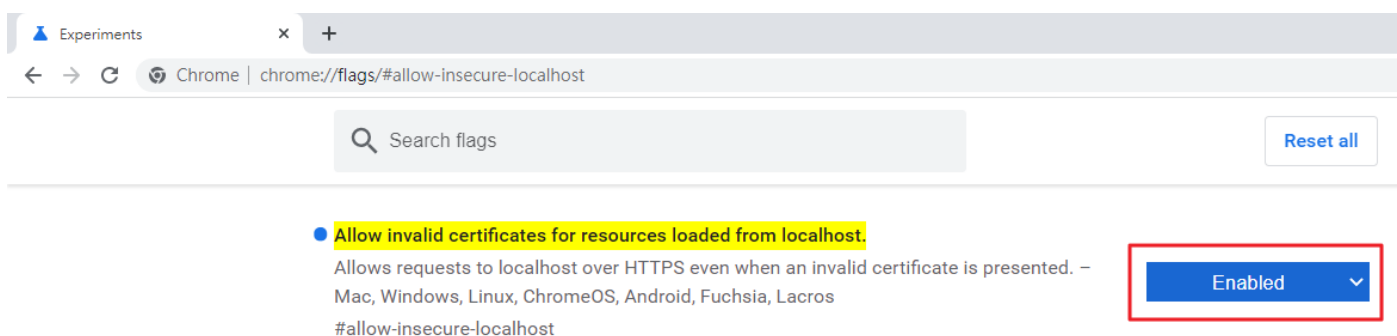 Experiments
Chrome | chrome://flags/#allow-insecure-localhost
Search flags
Reset all
Allow invalid certificates for resources loaded from localhost.
Allows requests to localhost over HTTPS even when an invalid certificate is presented. –
Mac, Windows, Linux, ChromeOS, Android, Fuchsia, Lacros
#allow-insecure-localhost
Enabled